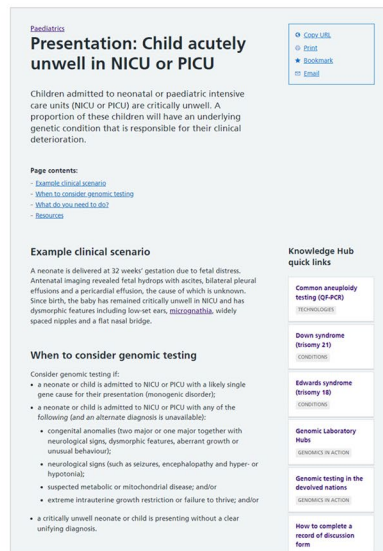 Paediatrics
Presentation: Child acutely
unwell in NICU or PICU
Children admitted to neonatal or paediatric intensive
care units (NICU or PICU) are critically unwell. A
proportion of these children will have an underlying
genetic condition that is responsible for their clinical
deterioration.
Page contents:
– Example clinical scenario
– When to consider genomic testing
– What do you need to do?
– Resources
Example clinical scenario
A neonate is delivered at 32 weeks' gestation due to fetal distress.
Antenatal imaging revealed fetal hydrops with ascites, bilateral pleural
effusions and a pericardial effusion, the cause of which is unknown.
Since birth, the baby has remained critically unwell in NICU and has
dysmorphic features including low-set ears, micrognathia, widely
spaced nipples and a flat nasal bridge.
When to consider genomic testing
Consider genomic testing if:
• a neonate or child is admitted to NICU or PICU with a likely single
gene cause for their presentation (monogenic disorder);
• a neonate or child is admitted to NICU or PICU with any of the
following (and an alternate diagnosis is unavailable):
• congenital anomalies (two major or one major together with
neurological signs, dysmorphic features, aberrant growth or
unusual behaviour);
• neurological signs (such as seizures, encephalopathy and hyper- or
hypotonia);
• suspected metabolic or mitochondrial disease; and/or
• extreme intrauterine growth restriction or failure to thrive; and/or
• a critically unwell neonate or child is presenting without a clear
unifying diagnosis.
Copy URL
Print
Bookmark
Email
Knowledge Hub
quick links
Common aneuploidy
testing (QF-PCR)
TECHNOLOGIES
Down syndrome
(trisomy 21)
CONDITIONS
Edwards syndrome
(trisomy 18)
CONDITIONS
Genomic Laboratory
Hubs
GENOMICS IN ACTION
Genomic testing in the
devolved nations
GENOMICS IN ACTION
How to complete a
record of discussion
form